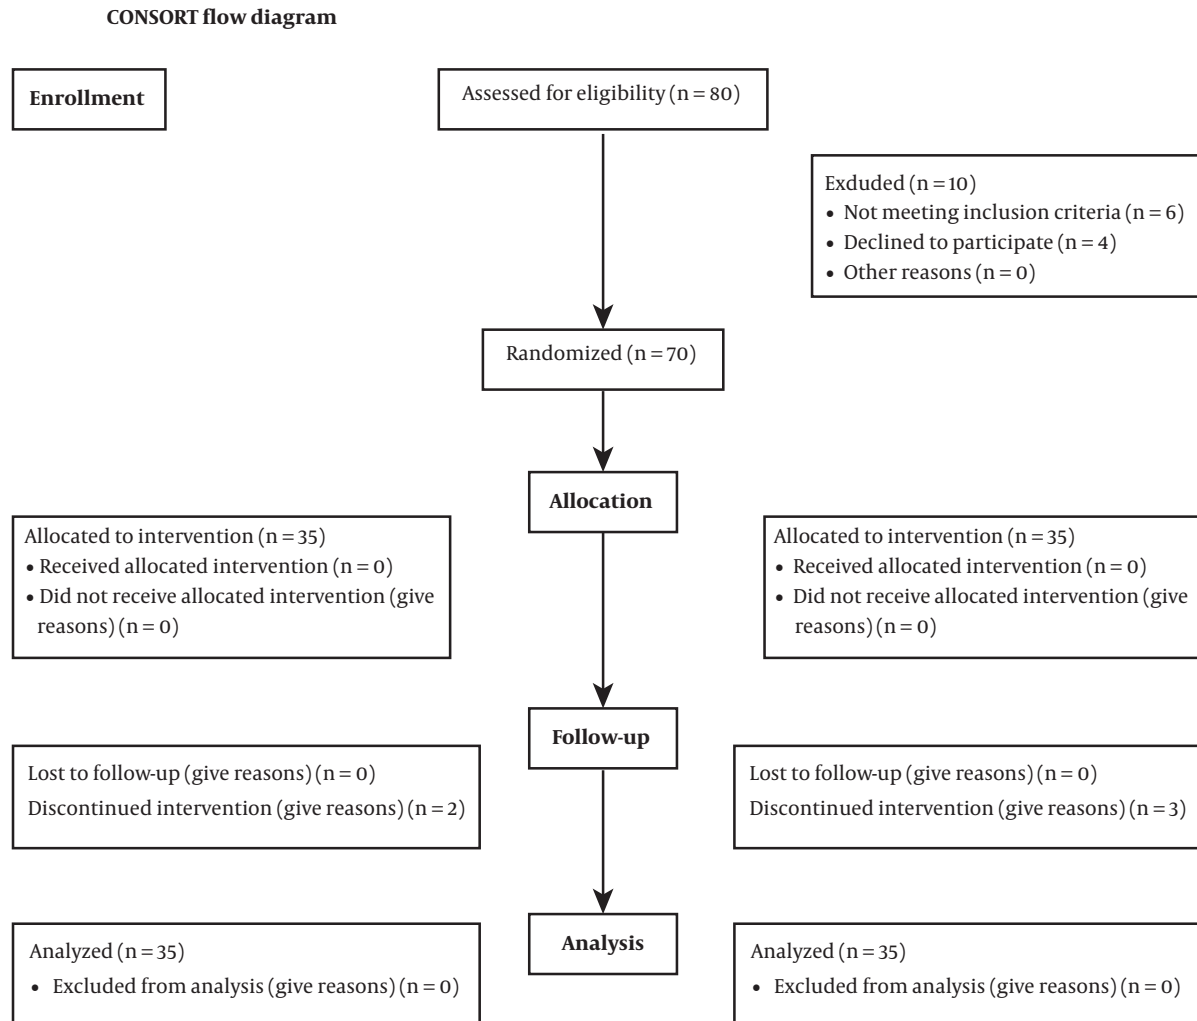 CONSORT flow diagram
Enrollment
Assessed for eligibility (n = 80)
Exduded (n = 10)
• Not meeting inclusion criteria (n = 6)
• Declined to participate (n = 4)
• Other reasons (n = 0)
Randomized (n = 70)
Allocation
Allocated to intervention (n = 35)
• Received allocated intervention (n = 0)
• Did not receive allocated intervention (give
reasons) (n = 0)
Allocated to intervention (n = 35)
• Received allocated intervention (n = 0)
• Did not receive allocated intervention (give
reasons) (n = 0)
Follow-up
Lost to follow-up (give reasons) (n = 0)
Discontinued intervention (give reasons) (n = 2)
Lost to follow-up (give reasons) (n = 0)
Discontinued intervention (give reasons) (n = 3)
Analysis
Analyzed (n = 35)
• Excluded from analysis (give reasons) (n = 0)
Analyzed (n = 35)
• Excluded from analysis (give reasons) (n = 0)